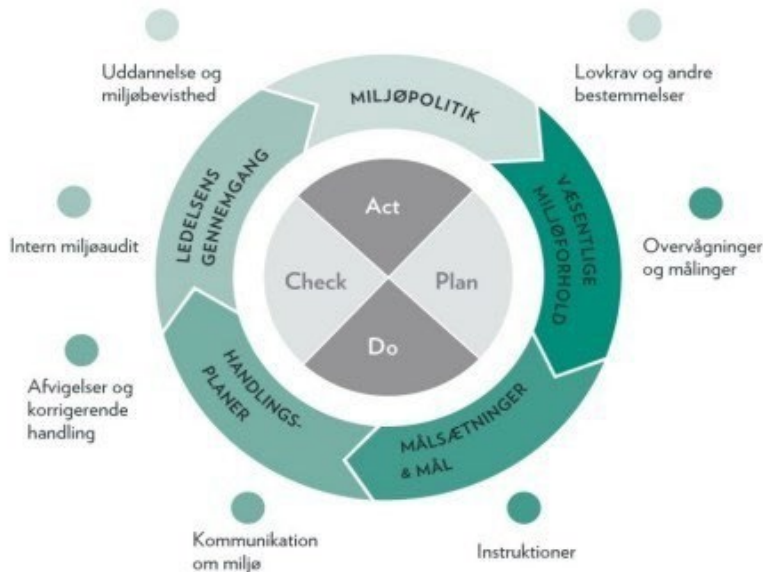 Uddannelse og
miljøbevisthed
MILJØPOLITIK
Lovkrav og andre
bestemmelser
LEDELSENS
GENNEMGANG
VÆSENTLIGE
MILJØFORHOLD
Act
Check
Plan
Do
Intern miljøaudit
Overvågninger
og målinger
HANDLINGS-
PLANER
MÅLSÆTNINGER
& MÅL
Afvigelser og
korrigerende
handling
Kommunikation
om miljø
Instruktioner